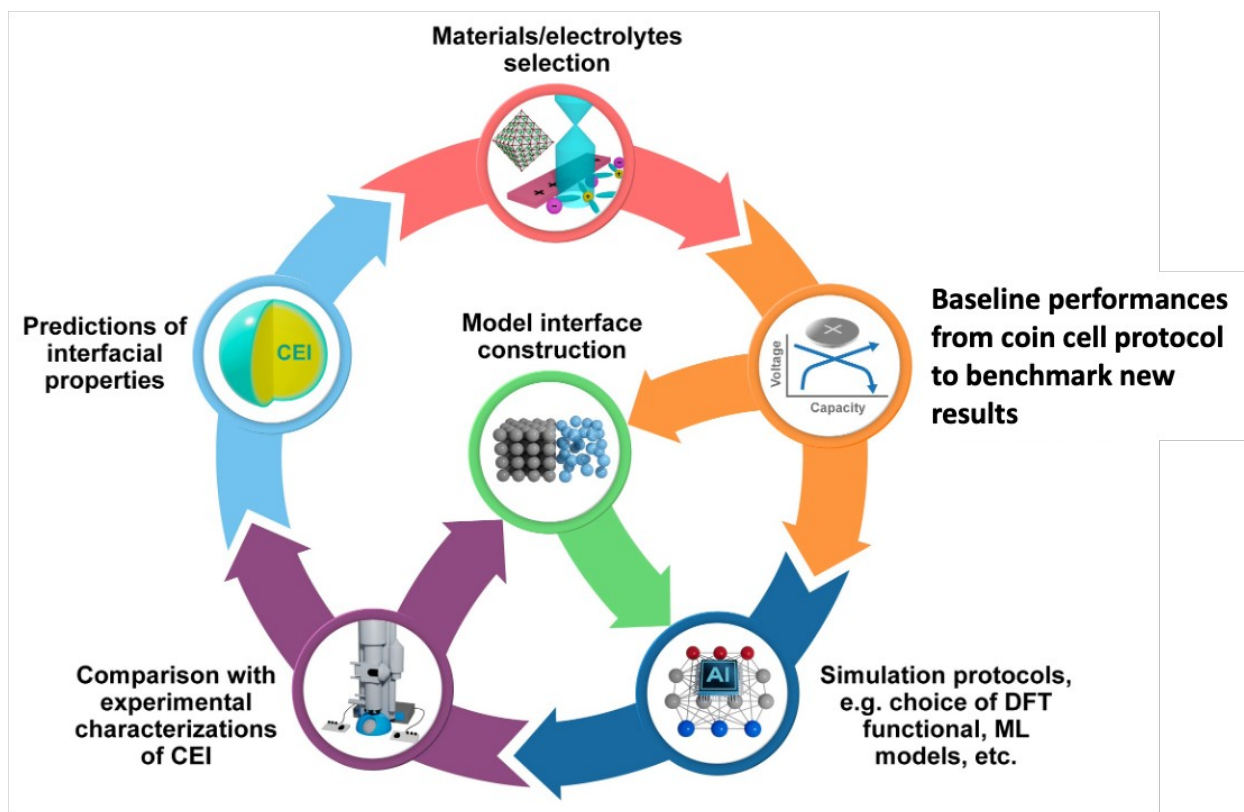 Materials/electrolytes
selection
Baseline performances
from coin cell protocol
to benchmark new
results
Voltage
Capacity
Model interface
construction
Predictions of
interfacial
properties
CEI
Comparison with
experimental
characterizations
of CEI
AI
Simulation protocols,
e.g. choice of DFT
functional, ML
models, etc.